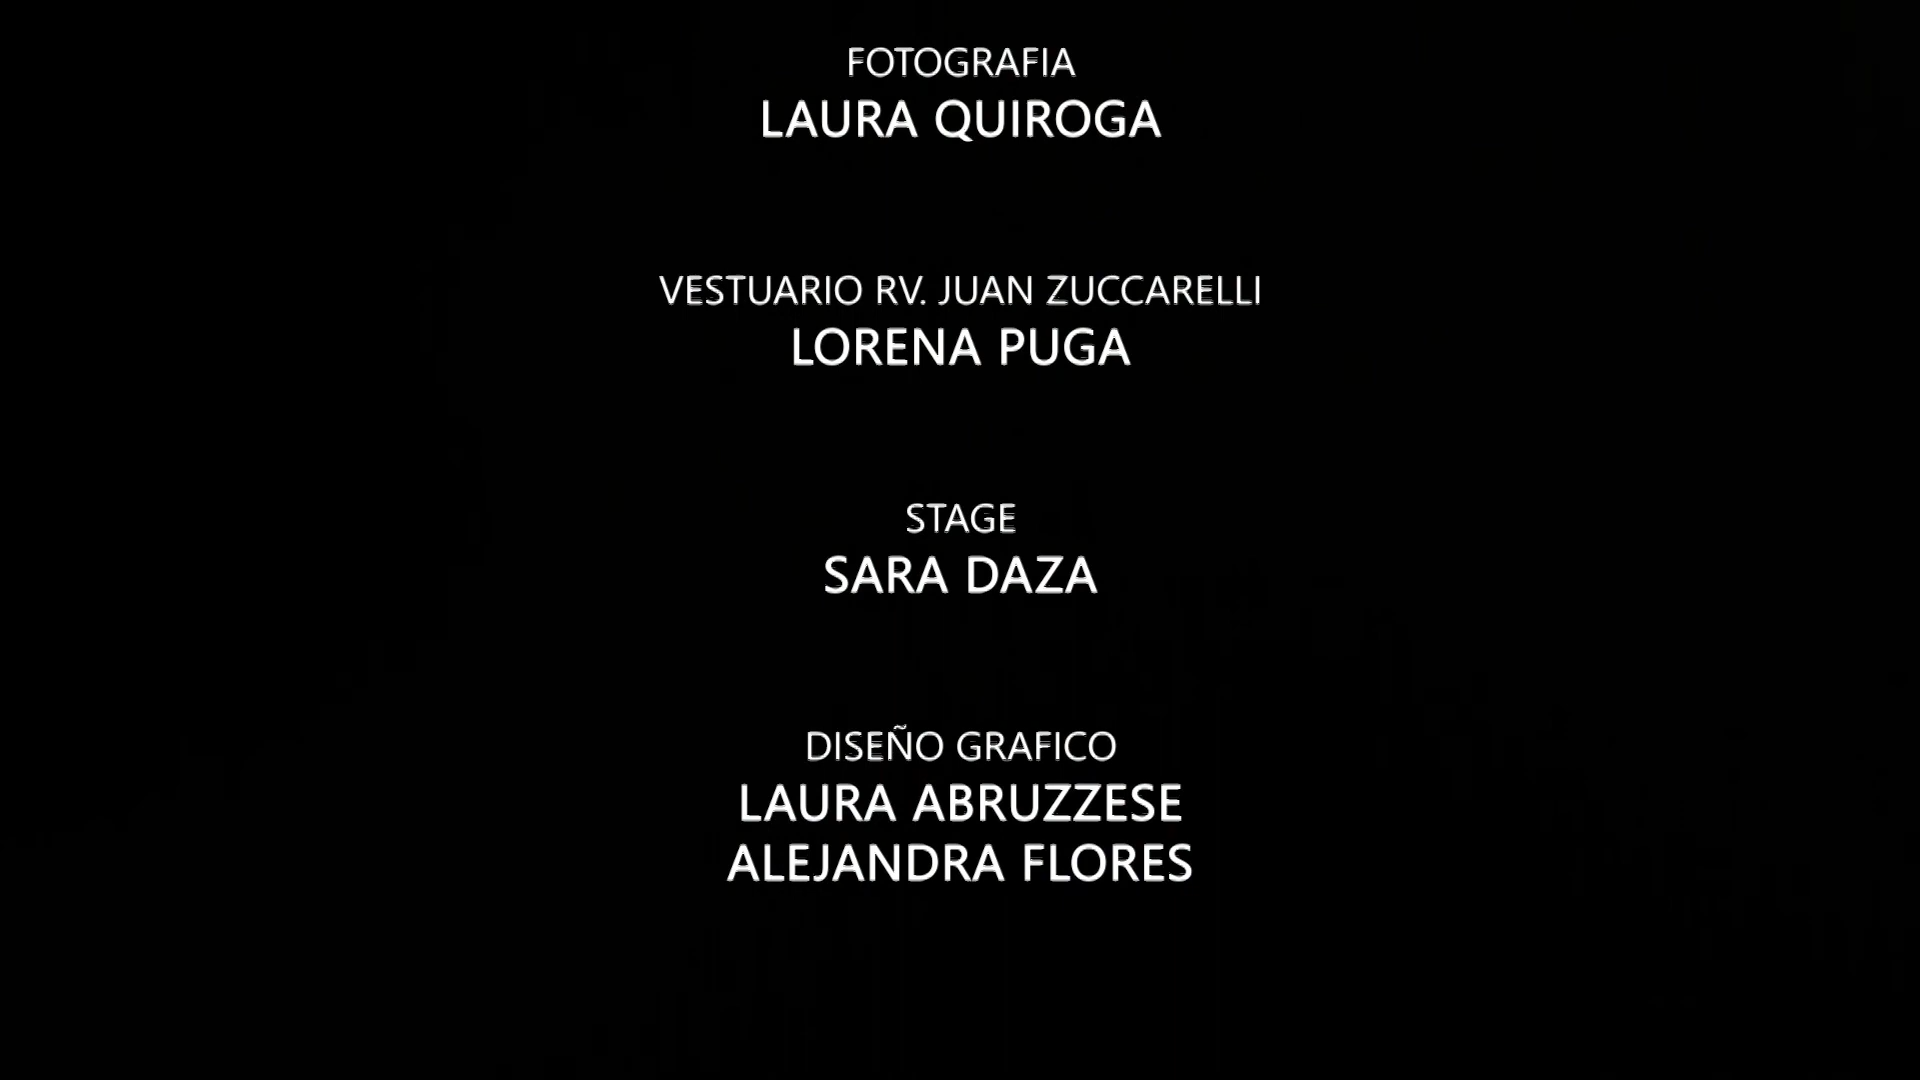 FOTOGRAFIA
LAURA QUIROGA
VESTUARIO RV. JUAN ZUCCARELLI
LORENA PUGA
STAGE
SARA DAZA
DISEÑO GRAFICO
LAURA ABRUZZESE
ALEJANDRA FLORES